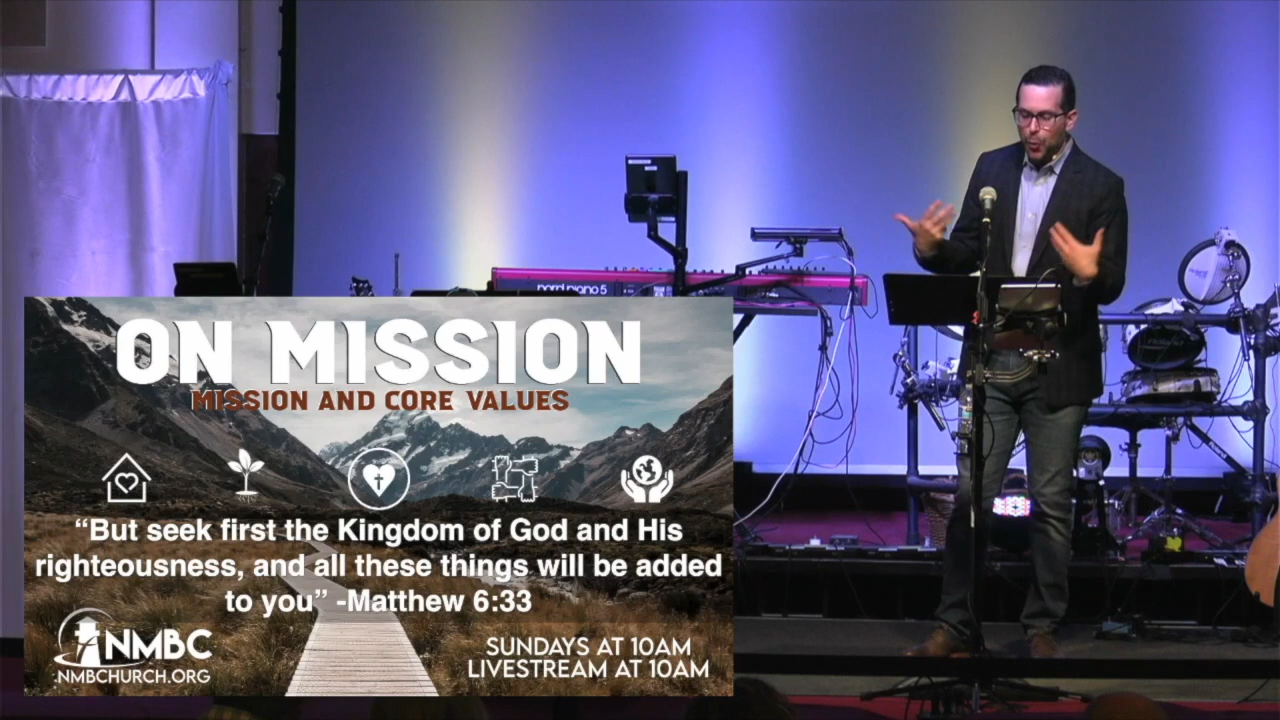 nord piano 5
ON MISSION
MISSION AND CORE VALUES
“But seek first the Kingdom of God and His
righteousness, and all these things will be added
to you” -Matthew 6:33
NMBC
NMBCHURCH.ORG
SUNDAYS AT 10AM
LIVESTREAM AT 10AM
Roland